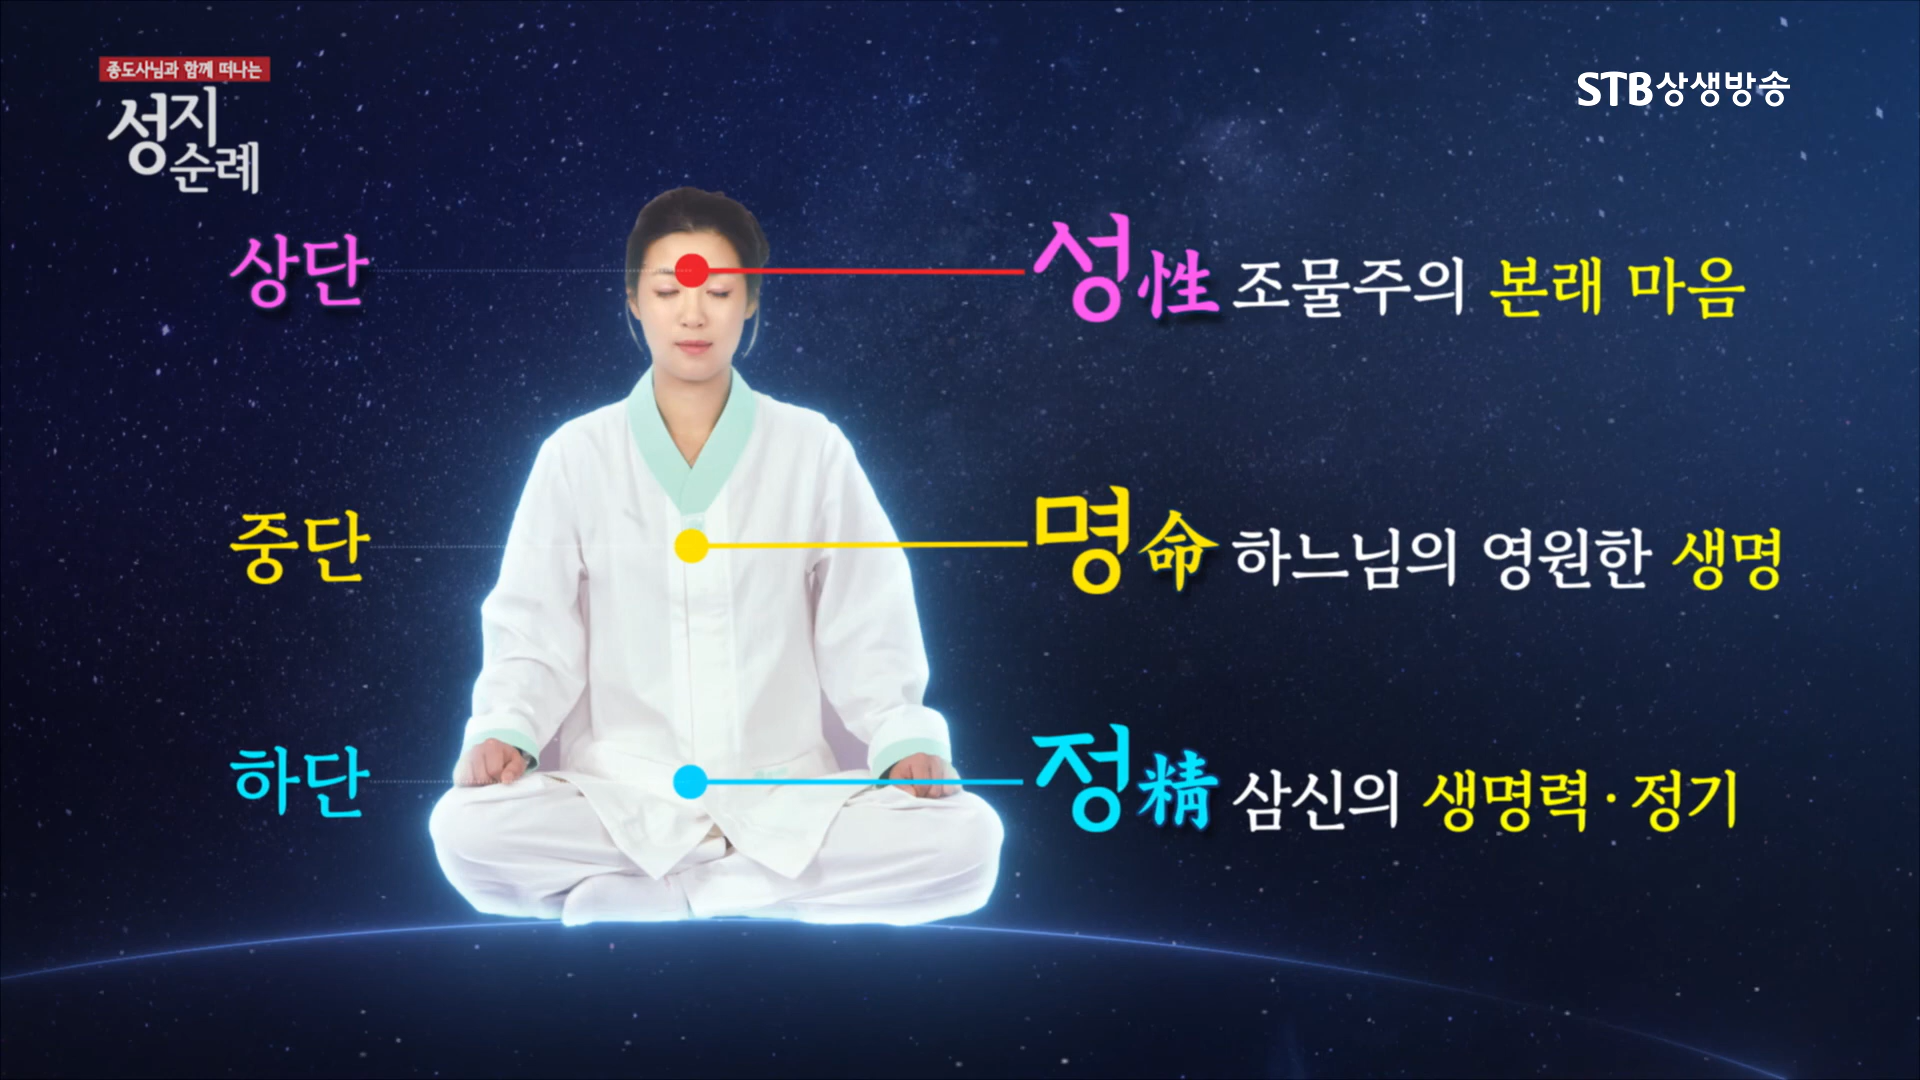 종도사님과 함께 떠나는
성지
순례
STB상생방송
상단
성性 조물주의 본래 마음
중단
명命 하느님의 영원한 생명
하단
정精 삼신의 생명력·정기